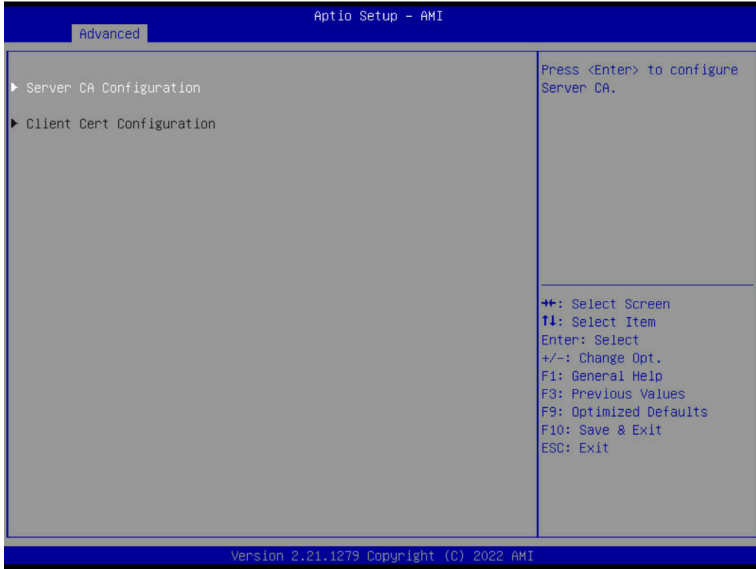 Aptio Setup – AMI
Advanced
▶ Server CA Configuration
▶ Client Cert Configuration
Press <Enter> to configure
Server CA.
→←: Select Screen
↑↓: Select Item
Enter: Select
+/-: Change Opt.
F1: General Help
F3: Previous Values
F9: Optimized Defaults
F10: Save & Exit
ESC: Exit
Version 2.21.1279 Copyright (C) 2022 AMI